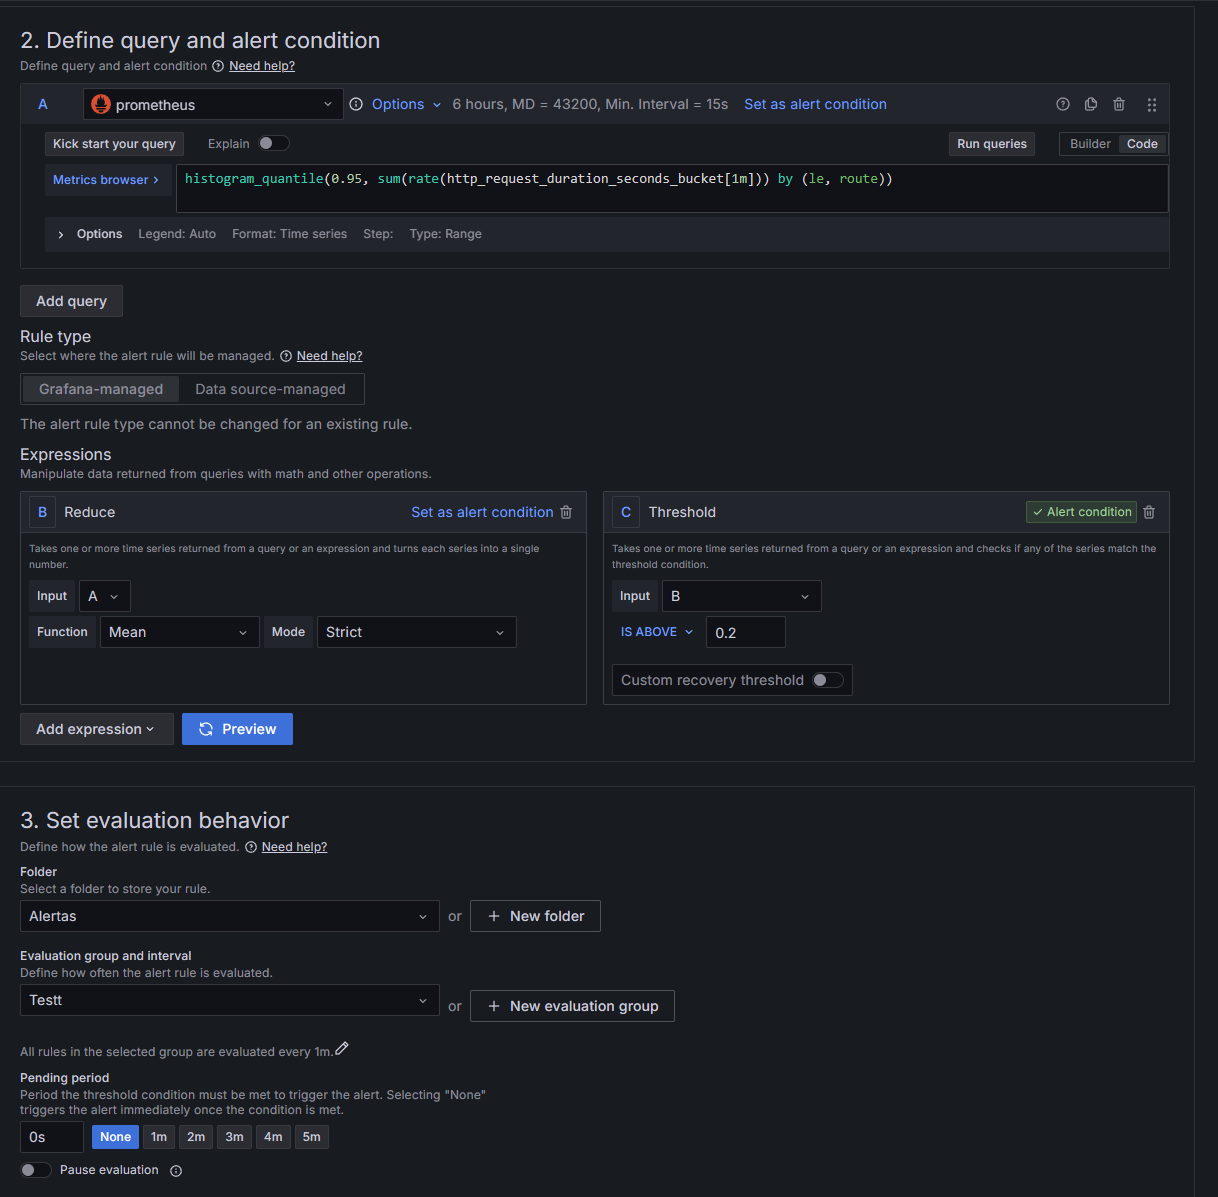 2. Define query and alert condition
Define query and alert condition Need help?
A prometheus Options 6 hours, MD = 43200, Min. Interval = 15s Set as alert condition
Kick start your query Explain Run queries Builder Code
Metrics browser > histogram_quantile(0.95, sum(rate(http_request_duration_seconds_bucket[1m])) by (le, route))
> Options Legend: Auto Format: Time series Step: Type: Range
Add query
Rule type
Select where the alert rule will be managed. Need help?
Grafana-managed Data source-managed
The alert rule type cannot be changed for an existing rule.
Expressions
Manipulate data returned from queries with math and other operations.
B Reduce Set as alert condition
Takes one or more time series returned from a query or an expression and turns each series into a single
number.
Input A
Function Mean Mode Strict
C Threshold Alert condition
Takes one or more time series returned from a query or an expression and checks if any of the series match the
threshold condition.
Input B
IS ABOVE 0.2
Custom recovery threshold
Add expression Preview
3. Set evaluation behavior
Define how the alert rule is evaluated. Need help?
Folder
Select a folder to store your rule.
Alertas or + New folder
Evaluation group and interval
Define how often the alert rule is evaluated.
Testt or + New evaluation group
All rules in the selected group are evaluated every 1m.
Pending period
Period the threshold condition must be met to trigger the alert. Selecting "None"
triggers the alert immediately once the condition is met.
0s None 1m 2m 3m 4m 5m
Pause evaluation